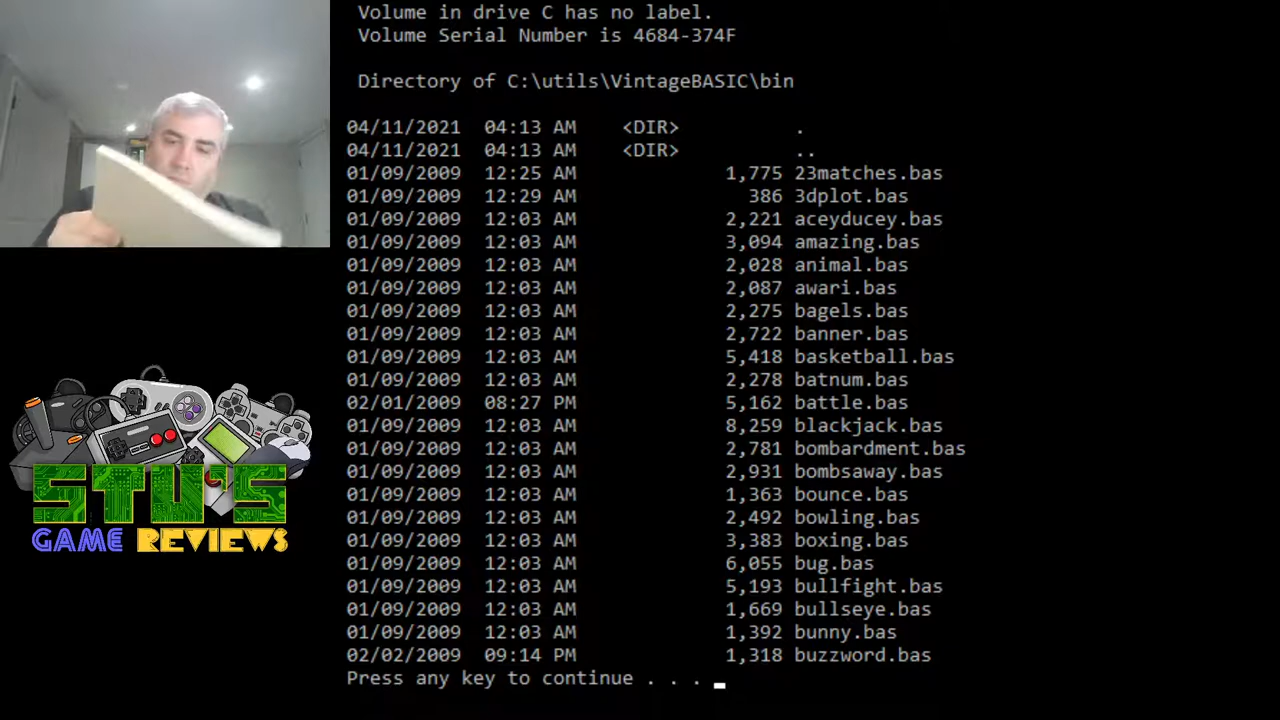 Volume in drive C has no label.
Volume Serial Number is 4684-374F
Directory of C:\utils\VintageBASIC\bin
04/11/2021 04:13 AM <DIR> .
04/11/2021 04:13 AM <DIR> ..
01/09/2009 12:25 AM 1,775 23matches.bas
01/09/2009 12:29 AM 386 3dplot.bas
01/09/2009 12:03 AM 2,221 aceyducey.bas
01/09/2009 12:03 AM 3,094 amazing.bas
01/09/2009 12:03 AM 2,028 animal.bas
01/09/2009 12:03 AM 2,087 awari.bas
01/09/2009 12:03 AM 2,275 bagels.bas
01/09/2009 12:03 AM 2,722 banner.bas
01/09/2009 12:03 AM 5,418 basketball.bas
01/09/2009 12:03 AM 2,278 batnum.bas
02/01/2009 08:27 PM 5,162 battle.bas
01/09/2009 12:03 AM 8,259 blackjack.bas
01/09/2009 12:03 AM 2,781 bombardment.bas
01/09/2009 12:03 AM 2,931 bombsaway.bas
01/09/2009 12:03 AM 1,363 bounce.bas
01/09/2009 12:03 AM 2,492 bowling.bas
01/09/2009 12:03 AM 3,383 boxing.bas
01/09/2009 12:03 AM 6,055 bug.bas
01/09/2009 12:03 AM 5,193 bullfight.bas
01/09/2009 12:03 AM 1,669 bullseye.bas
01/09/2009 12:03 AM 1,392 bunny.bas
02/02/2009 09:14 PM 1,318 buzzword.bas
Press any key to continue . . .
STU'S
GAME REVIEWS